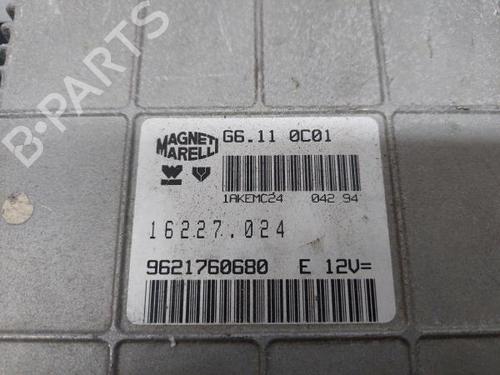 B-PARTS
MAGNETI
MARELLI
G6.11 0C01
1AKEMC24 042 94
16227.024
9621760680 E 12V=